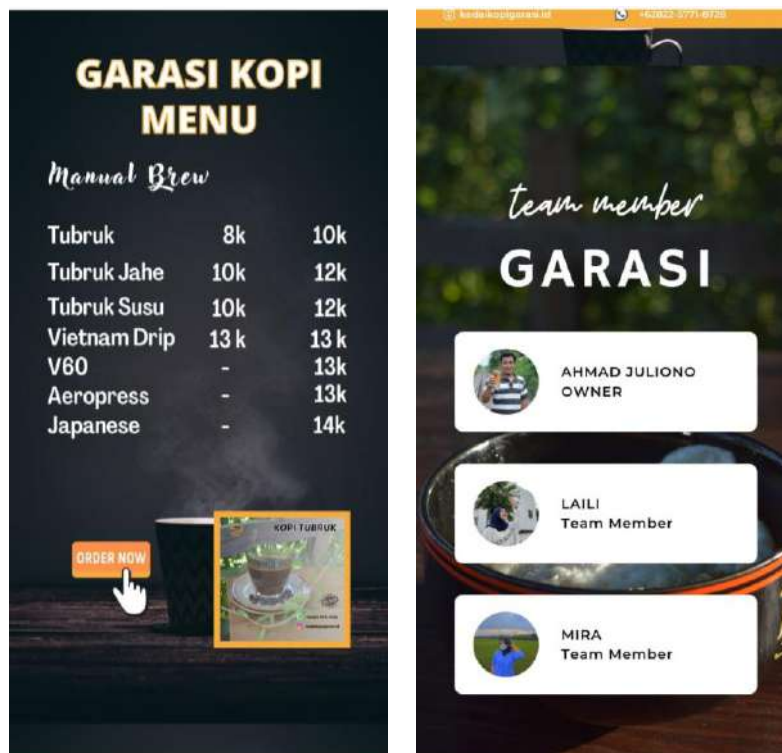 GARASI KOPI
MENU
Manual Brew
Tubruk 8k 10k
Tubruk Jahe 10k 12k
Tubruk Susu 10k 12k
Vietnam Drip 13 k 13 k
V60 - 13k
Aeropress - 13k
Japanese - 14k
ORDER NOW
KOPI TUBRUK
kedaikopigarasi.id
team member
GARASI
AHMAD JULIONO
OWNER
LAILI
Team Member
MIRA
Team Member